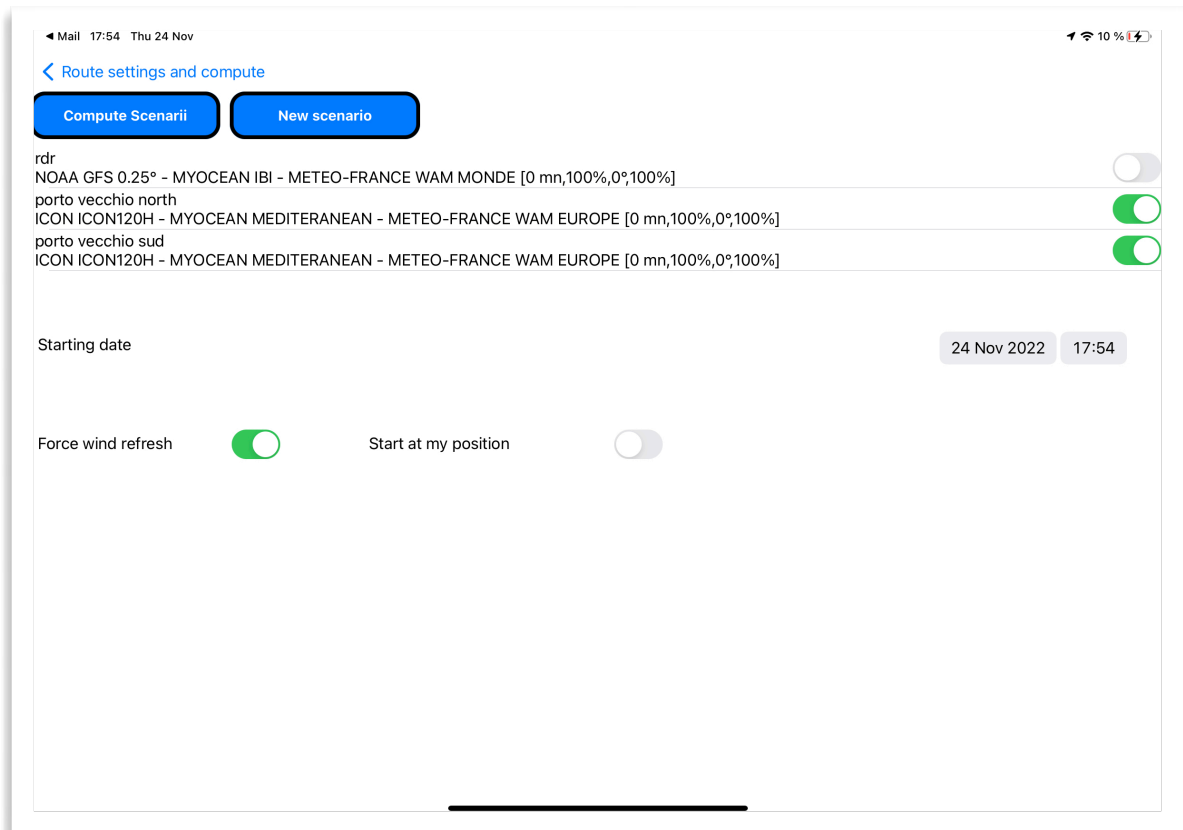 Mail 17:54 Thu 24 Nov 10 %
Route settings and compute
Compute Scenarii New scenario
rdr
NOAA GFS 0.25° - MYOCEAN IBI - METEO-FRANCE WAM MONDE [0 mn,100%,0°,100%]
porto vecchio north
ICON ICON120H - MYOCEAN MEDITERANEAN - METEO-FRANCE WAM EUROPE [0 mn,100%,0°,100%]
porto vecchio sud
ICON ICON120H - MYOCEAN MEDITERANEAN - METEO-FRANCE WAM EUROPE [0 mn,100%,0°,100%]
Starting date 24 Nov 2022 17:54
Force wind refresh Start at my position